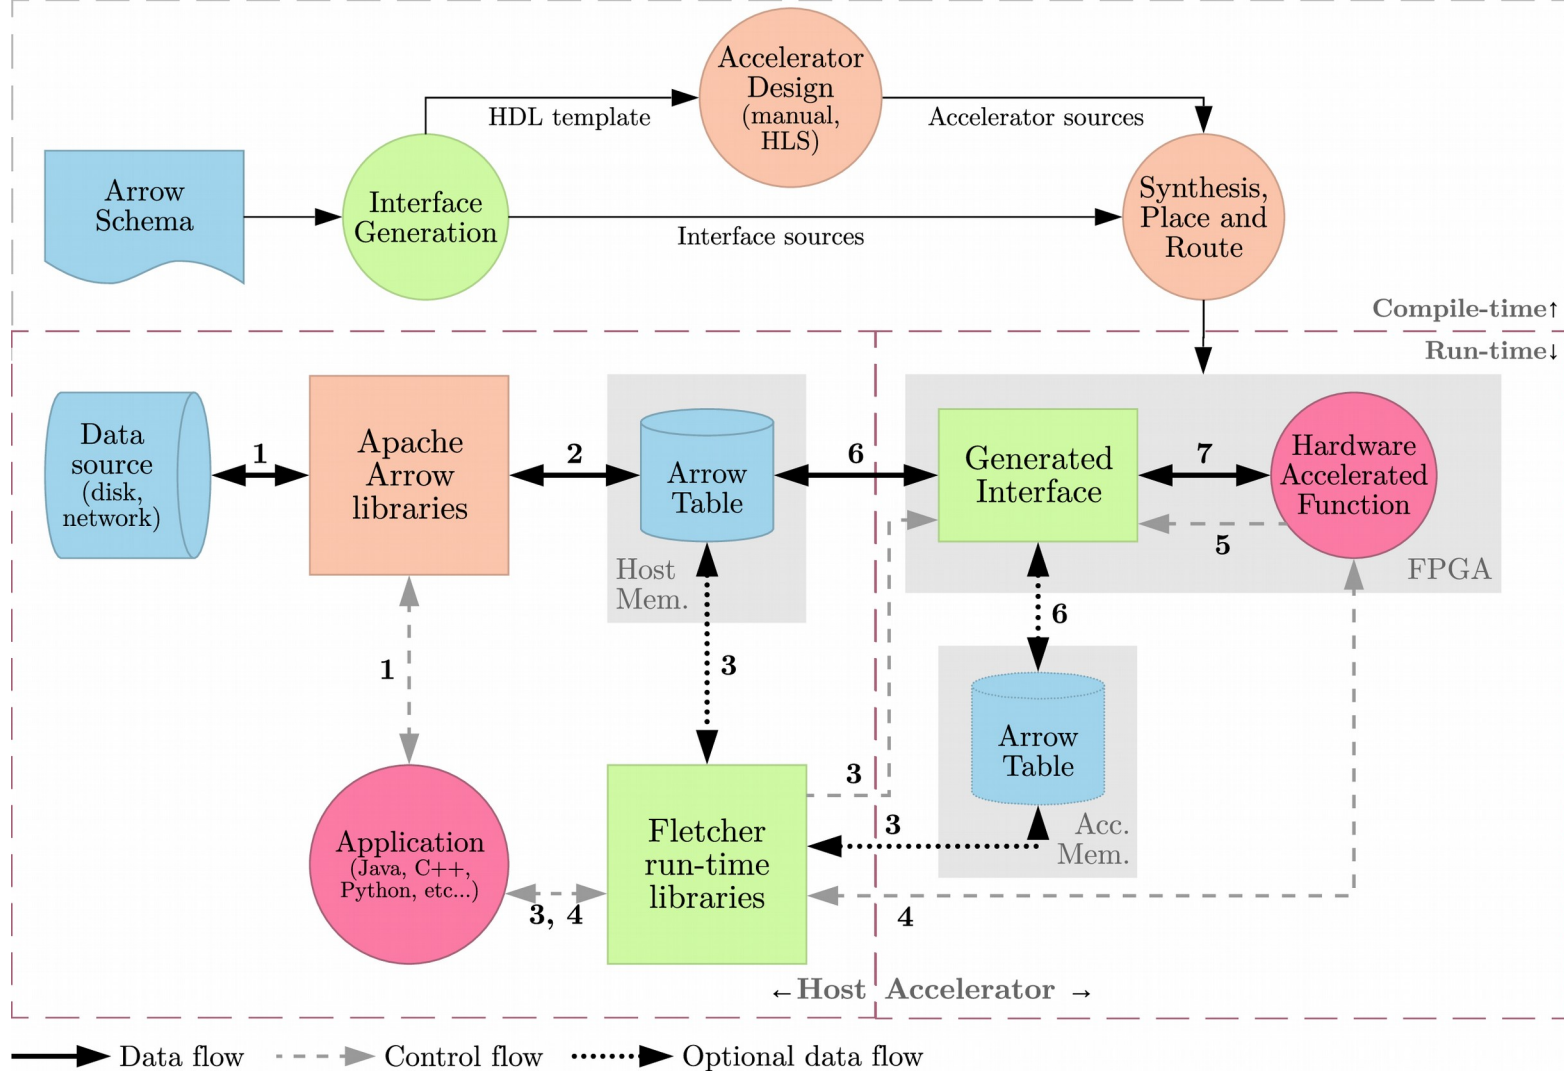 Accelerator
Design
(manual,
HLS)
HDL template
Accelerator sources
Arrow
Schema
Interface
Generation
Interface sources
Synthesis,
Place and
Route
Compile-time↑
Run-time↓
Data
source
(disk,
network)
1
Apache
Arrow
libraries
2
Arrow
Table
Host
Mem.
6
Generated
Interface
7
Hardware
Accelerated
Function
5
FPGA
1
3
6
Arrow
Table
Acc.
Mem.
Application
(Java, C++,
Python, etc...)
3, 4
Fletcher
run-time
libraries
3
3
4
←Host
Accelerator →
Data flow
Control flow
Optional data flow